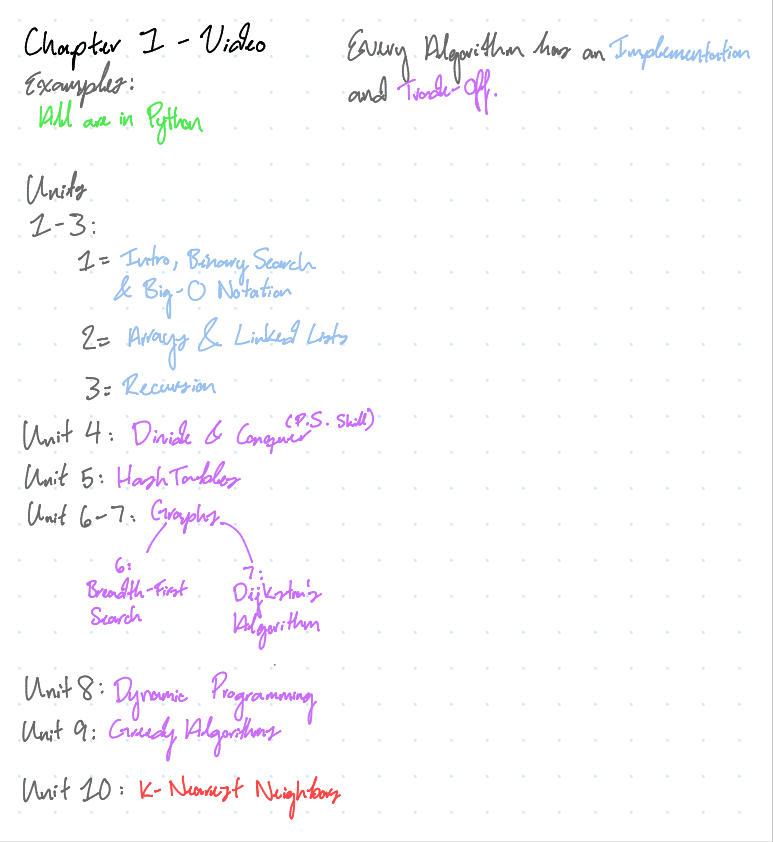 Chapter 1 - Video
Examples:
All are in Python
Every Algorithm has an Implementation
and Trade-Off.
Units
1-3:
1= Intro, Binary Search
& Big-O Notation
2= Arrays & Linked Lists
3= Recursion
Unit 4: Divide & Conquer (P.S. Skill)
Unit 5: Hash Tables
Unit 6-7: Graphs
6:
Breadth-First
Search
7:
Dijkstra's
Algorithm
Unit 8: Dynamic Programming
Unit 9: Greedy Algorithms
Unit 10: K-Nearest Neighbors